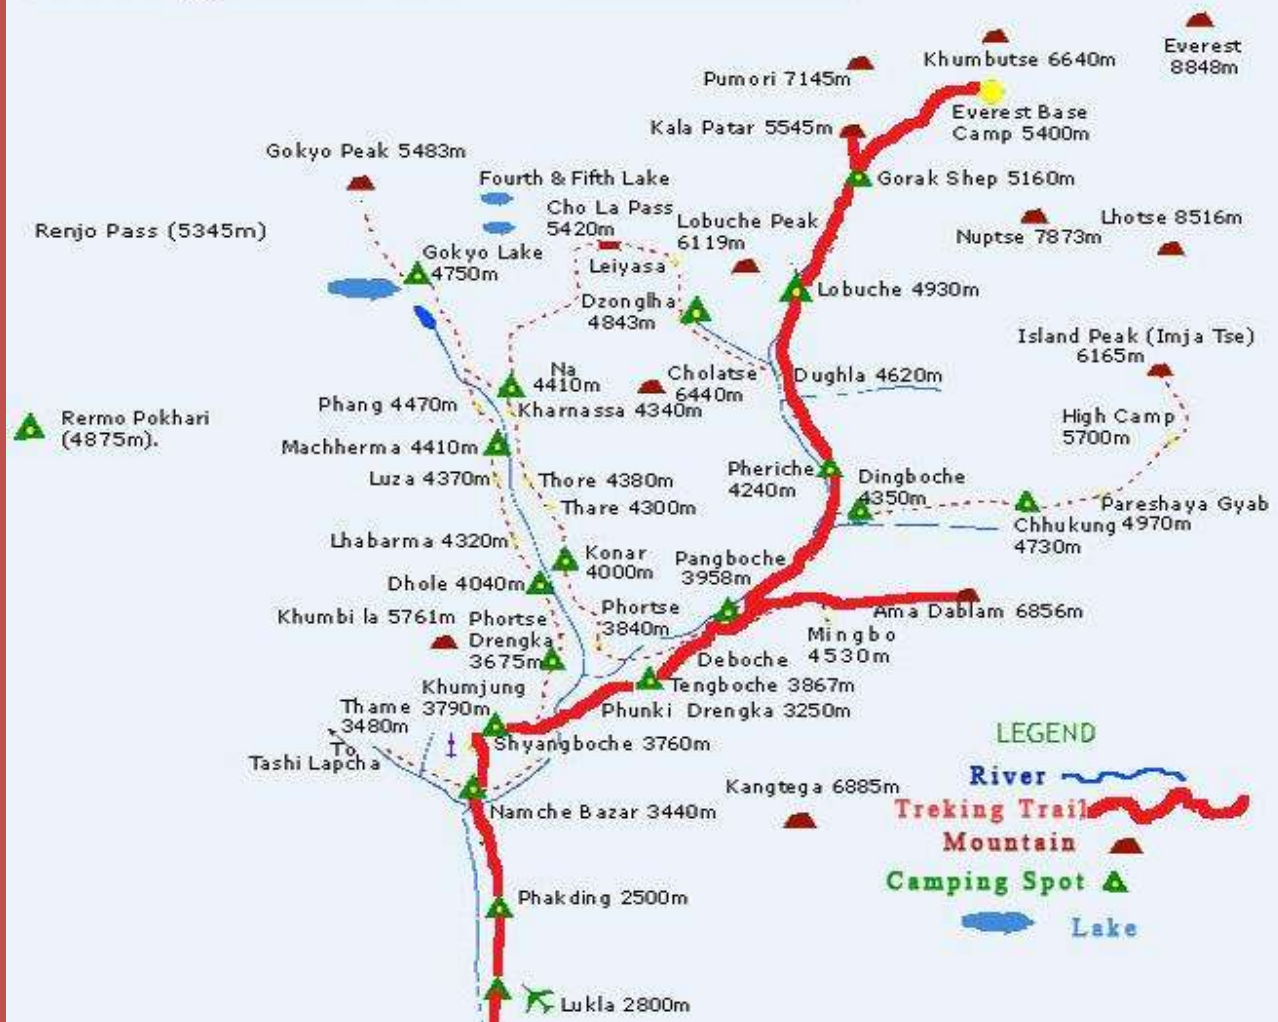 Everest
8848m
Khumbutse 6640m
Pumori 7145m
Everest Base
Camp 5400m
Kala Patar 5545m
Gokyo Peak 5483m
Gorak Shep 5160m
Fourth & Fifth Lake
Cho La Pass
5420m
Lobuche Peak
6119m
Lhotse 8516m
Nuptse 7873m
Renjo Pass (5345m)
Gokyo Lake
4750m
Leiyasa
Lobuche 4930m
Dzonglha
4843m
Island Peak (Imja Tse)
6165m
Na
4410m
Cholatse
6440m
Dughla 4620m
Phang 4470m
Kharnassa 4340m
Rermo Pokhari
(4875m).
High Camp
5700m
Machherma 4410m
Luza 4370m
Thore 4380m
Pheriche
4240m
Dingboche
4350m
Thare 4300m
Pareshaya Gyab
4970m
Chhukung
4730m
Lhabarma 4320m
Konar
4000m
Pangboche
3958m
Dhole 4040m
Khumbi la 5761m
Phortse
Drengka
3675m
Phortse
3840m
Ama Dablam 6856m
Mingbo
4530m
Deboche
Tengboche 3867m
Khumjung
3790m
Thame
3480m
Phunki Drengka 3250m
Shyangboche 3760m
To
Tashi Lapcha
Kangtega 6885m
Namche Bazar 3440m
Phakding 2500m
Lukla 2800m
LEGEND
River
Treking Trail
Mountain
Camping Spot
Lake